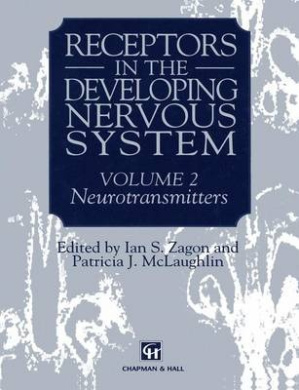 RECEPTORS
IN THE
DEVELOPING
NERVOUS
SYSTEM
VOLUME 2
Neurotransmitters
Edited by Ian S. Zagon and
Patricia J. McLaughlin
CHAPMAN & HALL